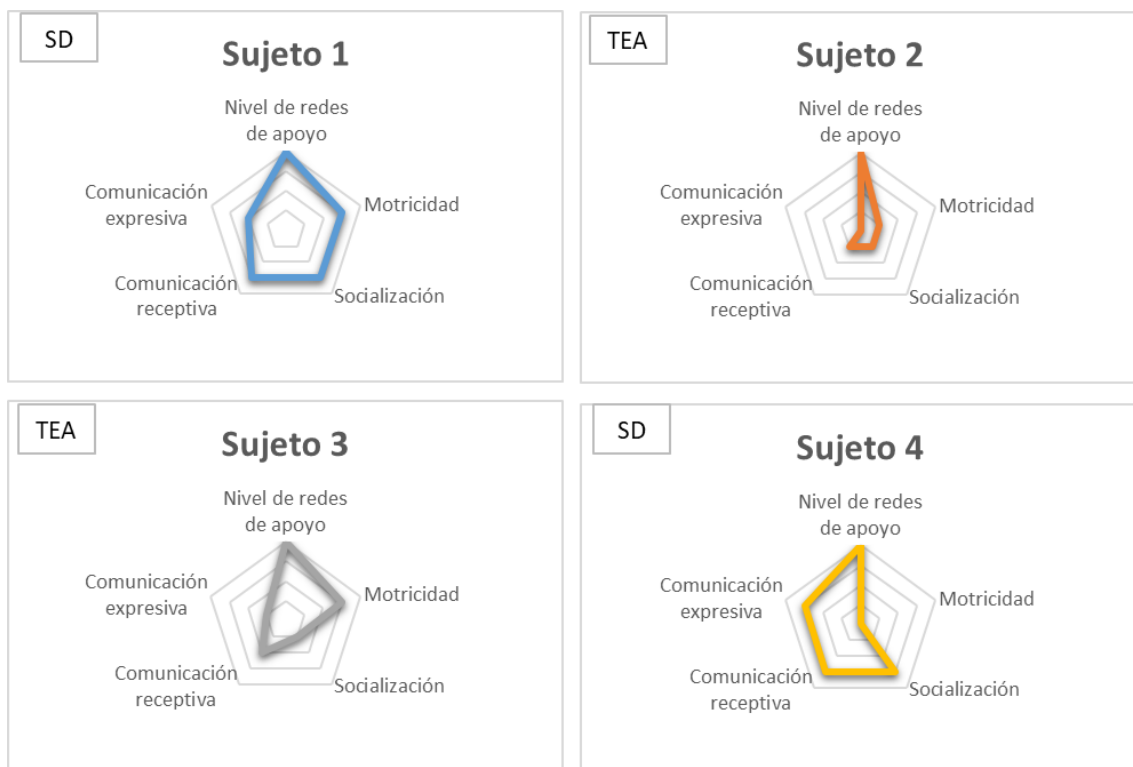 SD
Sujeto 1
Nivel de redes
de apoyo
Comunicación
expresiva
Motricidad
Comunicación
receptiva
Socialización
TEA
Sujeto 2
Nivel de redes
de apoyo
Comunicación
expresiva
Motricidad
Comunicación
receptiva
Socialización
TEA
Sujeto 3
Nivel de redes
de apoyo
Comunicación
expresiva
Motricidad
Comunicación
receptiva
Socialización
SD
Sujeto 4
Nivel de redes
de apoyo
Comunicación
expresiva
Motricidad
Comunicación
receptiva
Socialización